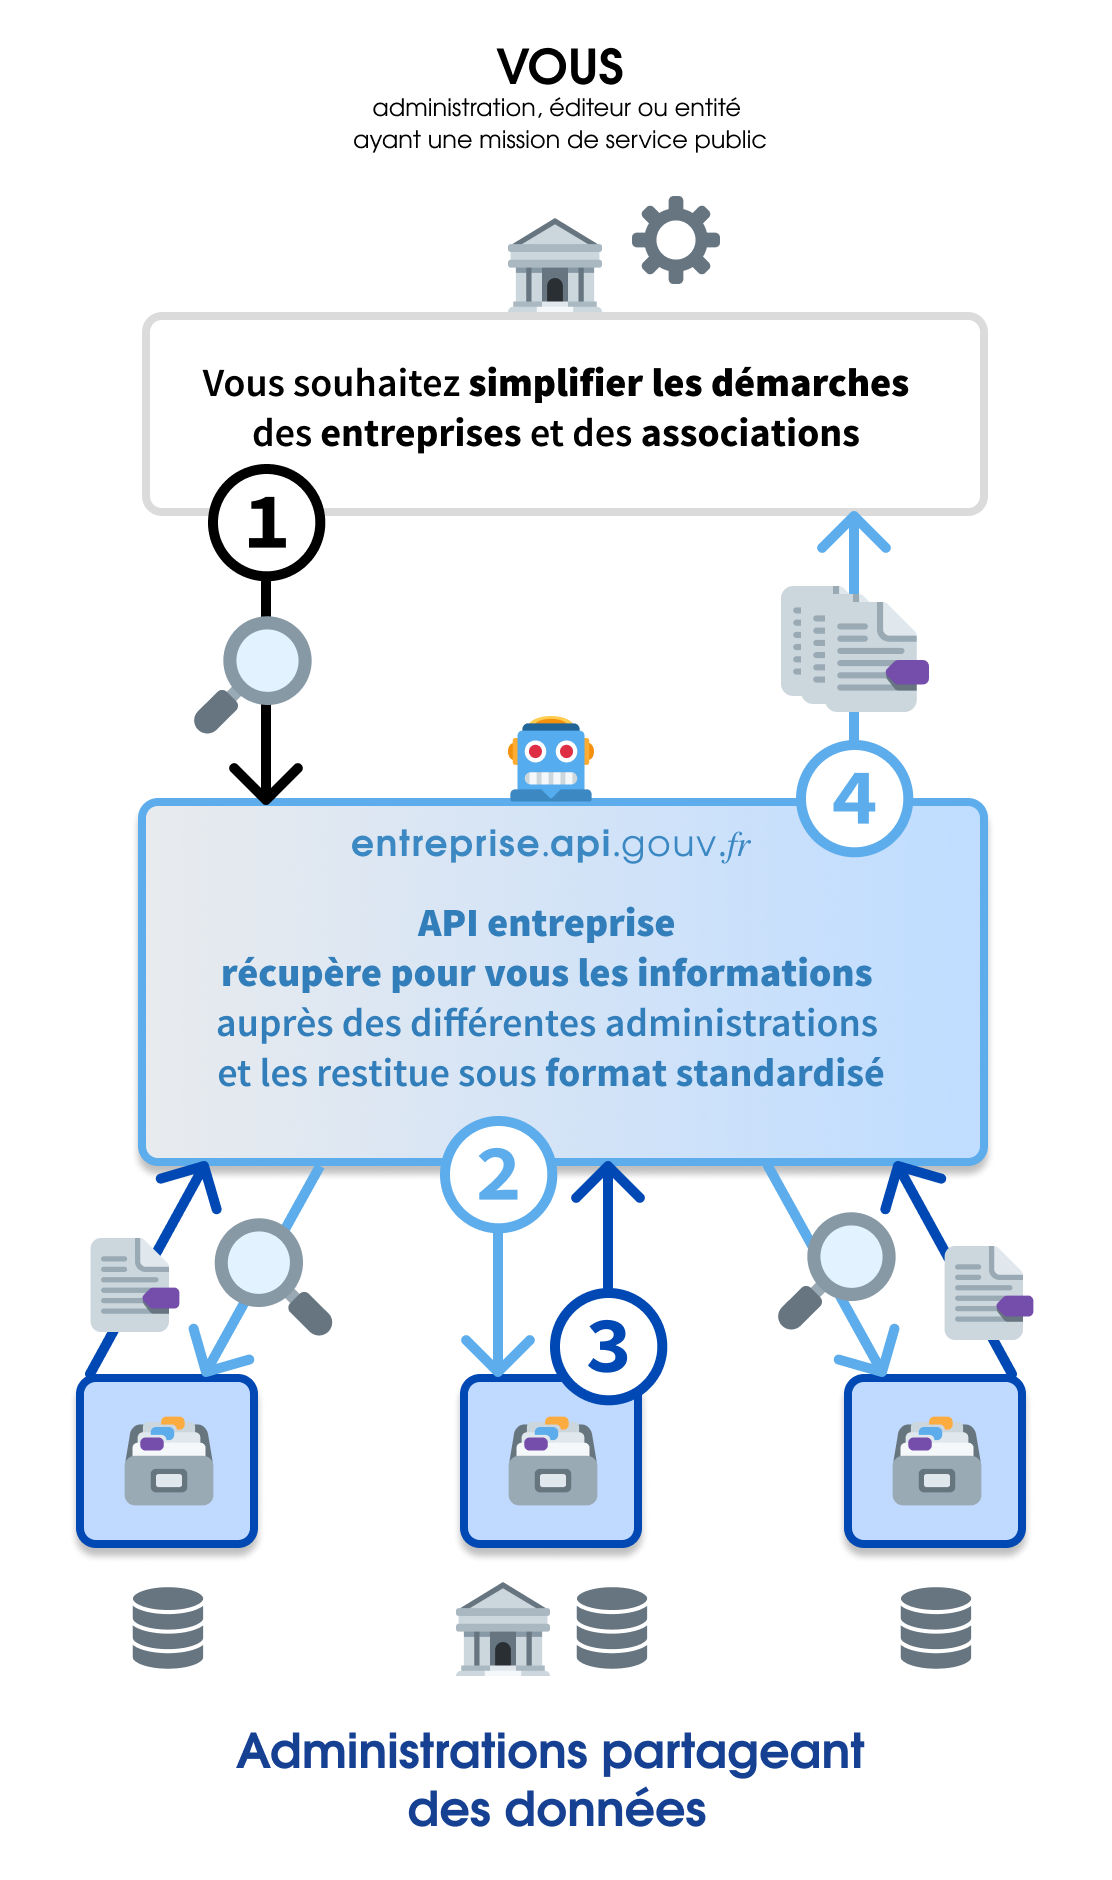 VOUS
administration, éditeur ou entité
ayant une mission de service public
Vous souhaitez simplifier les démarches
des entreprises et des associations
1
4
entreprise.api.gouv.fr
API entreprise
récupère pour vous les informations
auprès des différentes administrations
et les restitue sous format standardisé
2
3
Administrations partageant
des données